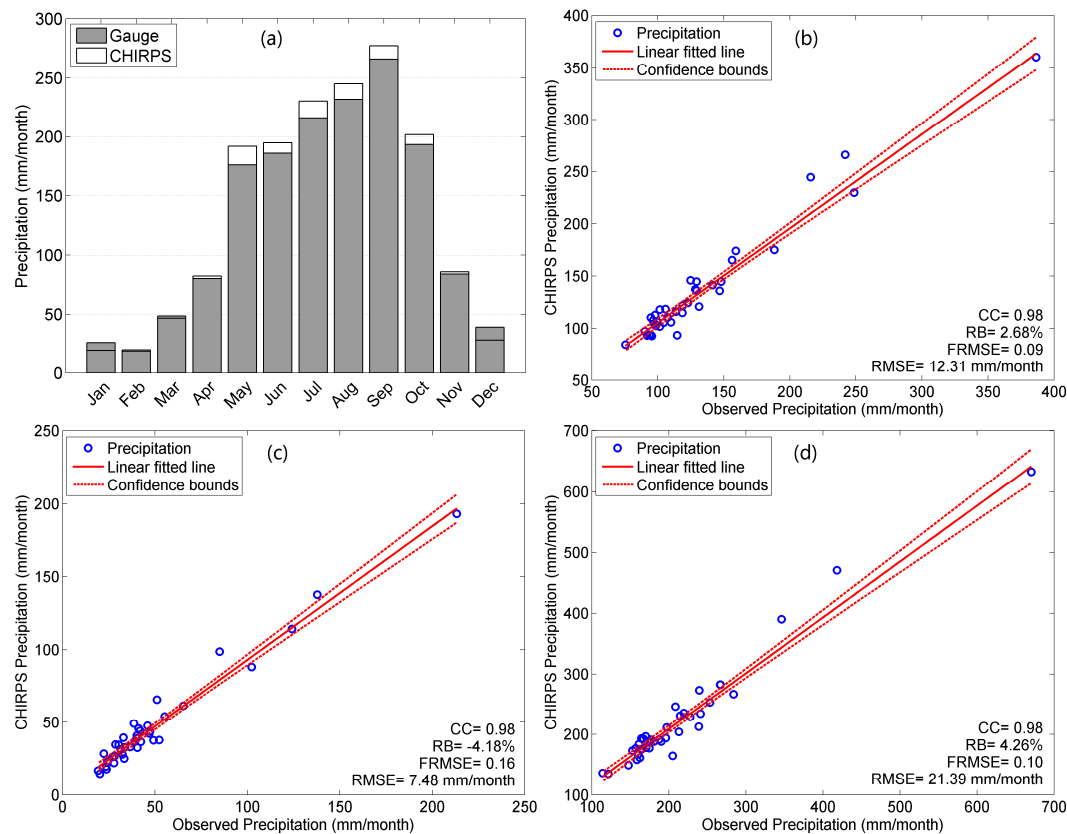 (a)
Gauge
CHIRPS
Precipitation (mm/month)
300
250
200
150
100
50
0
Jan Feb Mar Apr May Jun Jul Aug Sep Oct Nov Dec
(b)
Precipitation
Linear fitted line
Confidence bounds
CHIRPS Precipitation (mm/month)
400
350
300
250
200
150
100
50
CC= 0.98
RB= 2.68%
FRMSE= 0.09
RMSE= 12.31 mm/month
50 100 150 200 250 300 350 400
Observed Precipitation (mm/month)
(c)
Precipitation
Linear fitted line
Confidence bounds
CHIRPS Precipitation (mm/month)
250
200
150
100
50
0
CC= 0.98
RB= -4.18%
FRMSE= 0.16
RMSE= 7.48 mm/month
0 50 100 150 200 250
Observed Precipitation (mm/month)
(d)
Precipitation
Linear fitted line
Confidence bounds
CHIRPS Precipitation (mm/month)
700
600
500
400
300
200
100
CC= 0.98
RB= 4.26%
FRMSE= 0.10
RMSE= 21.39 mm/month
100 200 300 400 500 600 700
Observed Precipitation (mm/month)